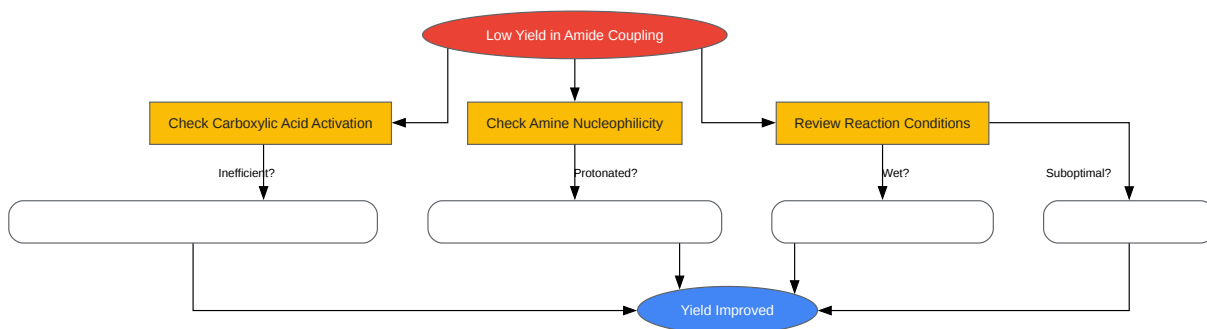 Low Yield in Amide Coupling
Check Carboxylic Acid Activation
Check Amine Nucleophilicity
Review Reaction Conditions
Inefficient?
Protonated?
Wet?
Suboptimal?
Yield Improved